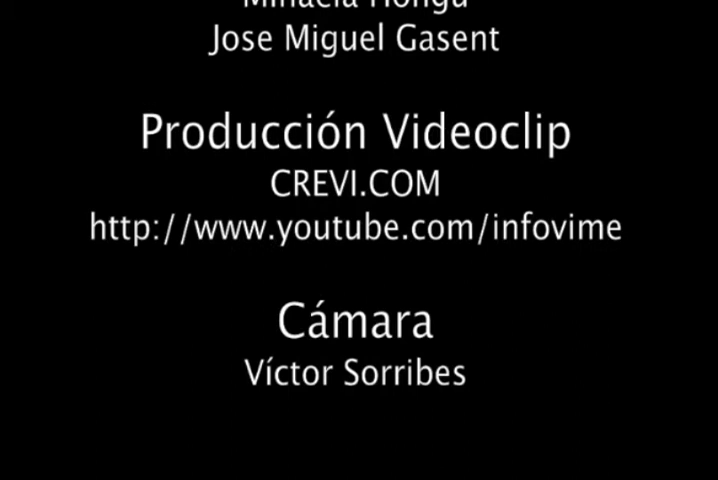 Jose Miguel Gasent
Producción Videoclip
CREVI.COM
http://www.youtube.com/infovime
Cámara
Víctor Sorribes